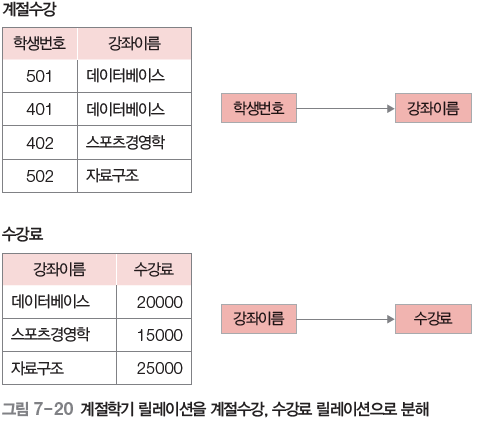 계절수강
학생번호 강좌이름
501 데이터베이스
401 데이터베이스
402 스포츠경영학
502 자료구조
학생번호 강좌이름
수강료
강좌이름 수강료
데이터베이스 20000
스포츠경영학 15000
자료구조 25000
강좌이름 수강료
그림 7-20 계절학기 릴레이션을 계절수강, 수강료 릴레이션으로 분해